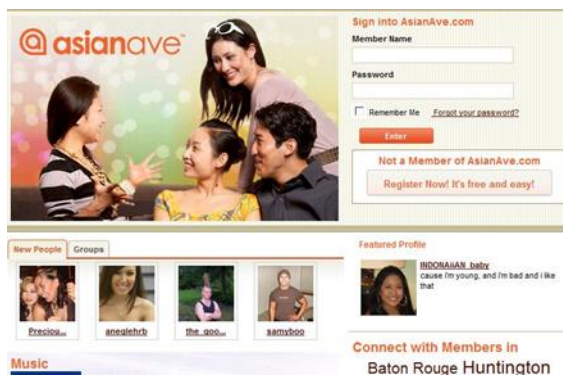 asianave™
Sign into AsianAve.com
Member Name
Password
Remember Me Forgot your password?
Enter
Not a Member of AsianAve.com
Register Now! It's free and easy!
New People Groups
Preciou... aneglehrb the_goo... samyboo
Music
Featured Profile
INDONAiiAN_baby
cause i'm young, and i'm bad and i like
that
Connect with Members in
Baton Rouge Huntington